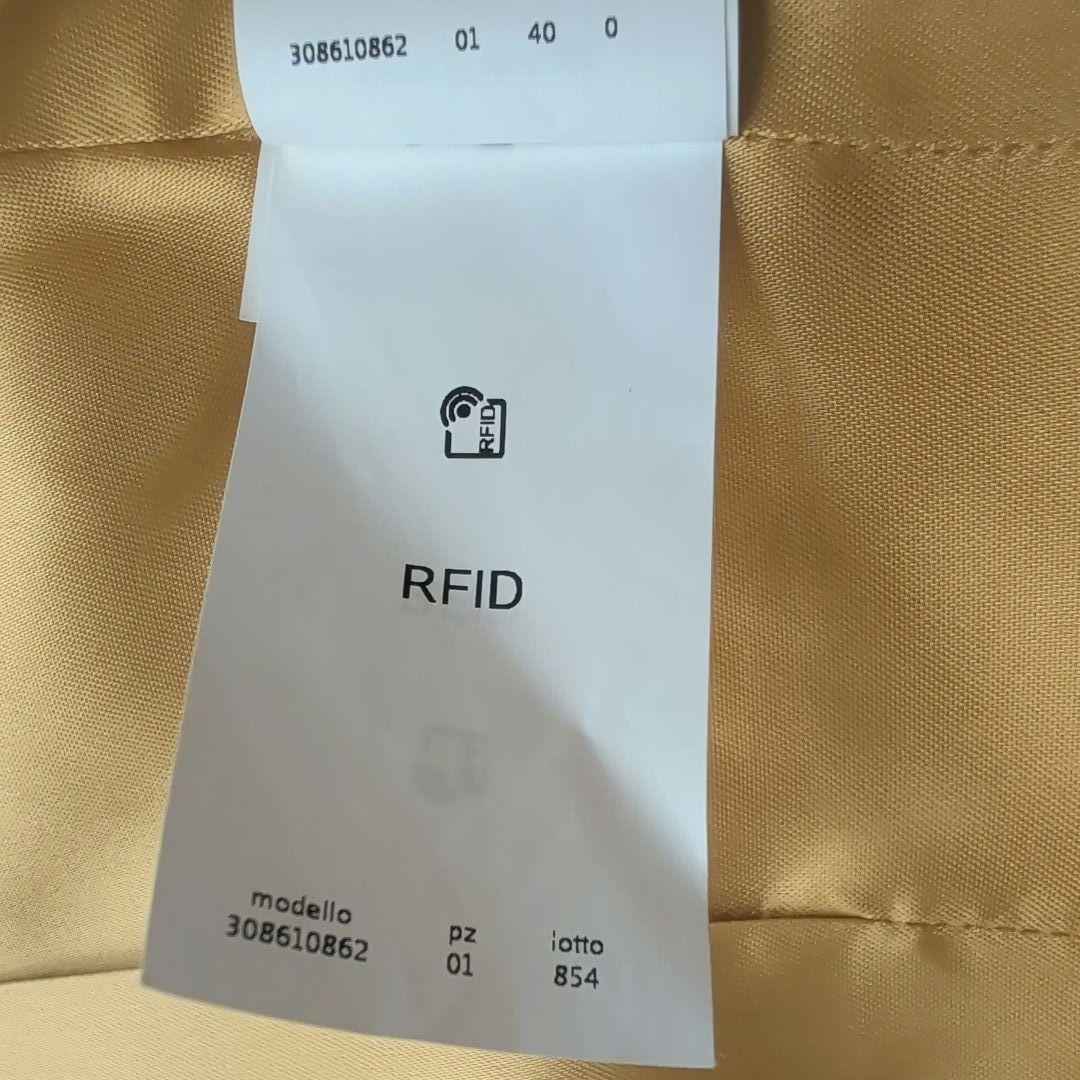 308610862 01 40 0
RFID
RFID
modello pz lotto
308610862 01 854